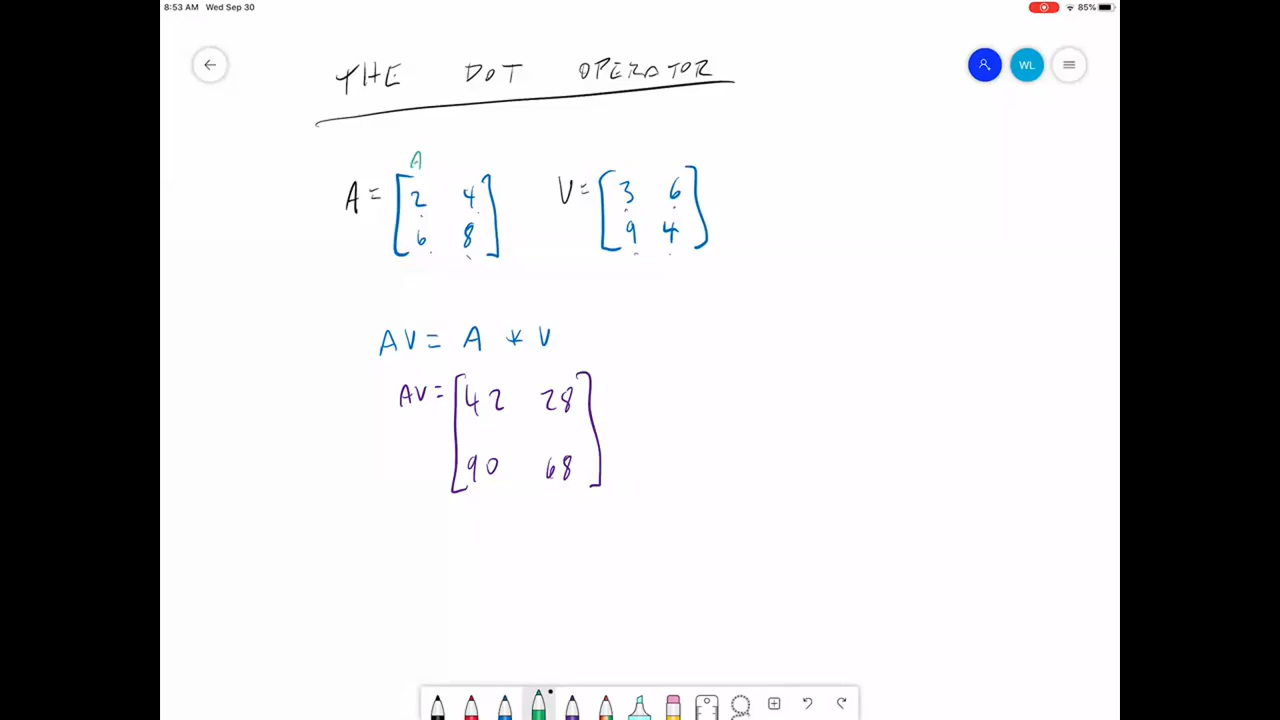 8:53 AM Wed Sep 30 85%
WL
THE DOT OPERATOR
A
A = [2 4 V = [3 6]
6 8] 9 4]
AV = A * V
AV = [42 28]
90 68